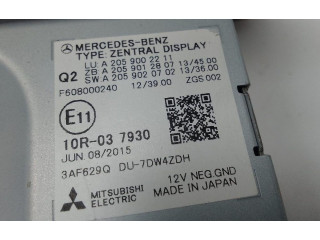 MERCEDES-BENZ
TYPE: ZENTRAL DISPLAY
Q2
LU: A 205 900 22 11
ZB.A 205 901 28 07 13/45 00
SW.A 205 902 07 02 13/36.00
F608000240 12/39 00 ZGS.002
E11
10R-03 7930
JUN 08/2015
3AF629Q DU-7DW4ZDH
MITSUBISHI ELECTRIC
12V NEG.GND
MADE IN JAPAN